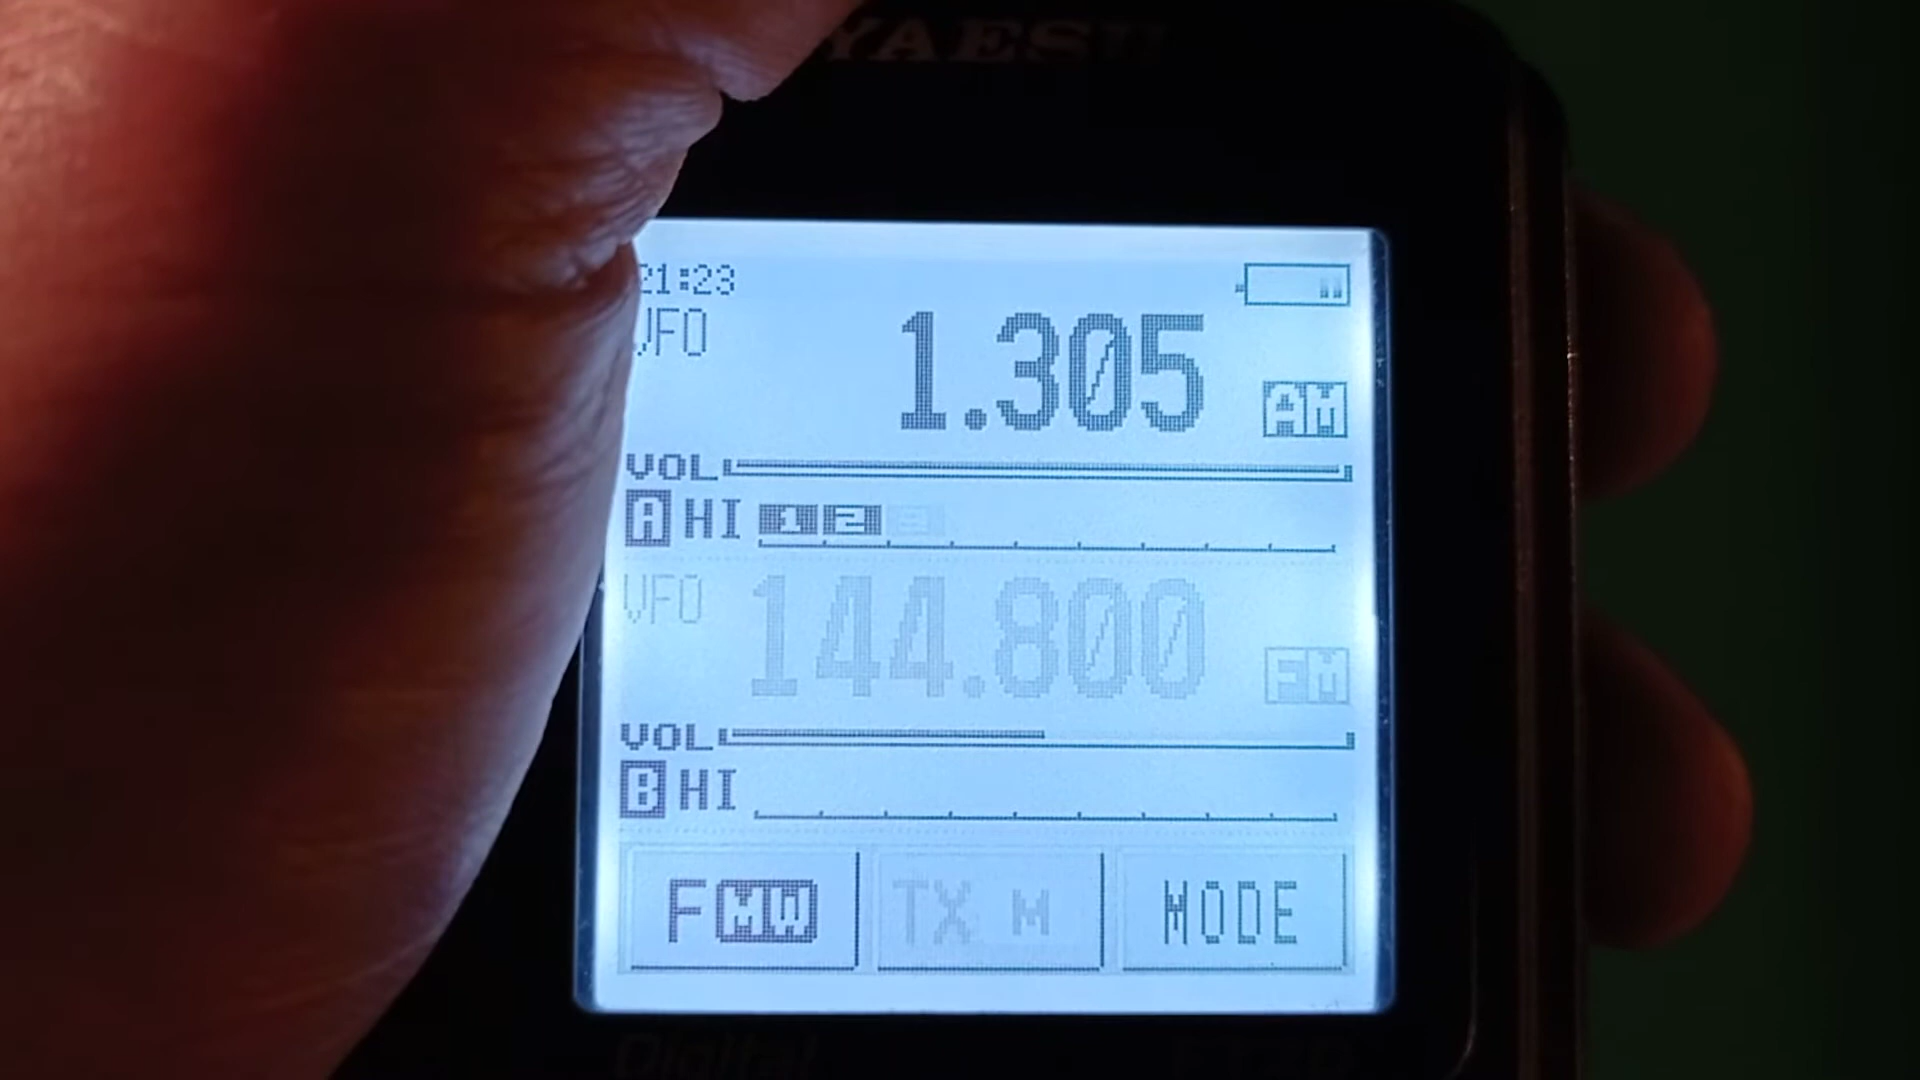 YAESU
21:23
VFO
1.305
AM
VOL
A HI 1 2
VFO
144.800
FM
VOL
B HI
F MW TX M MODE
Digital